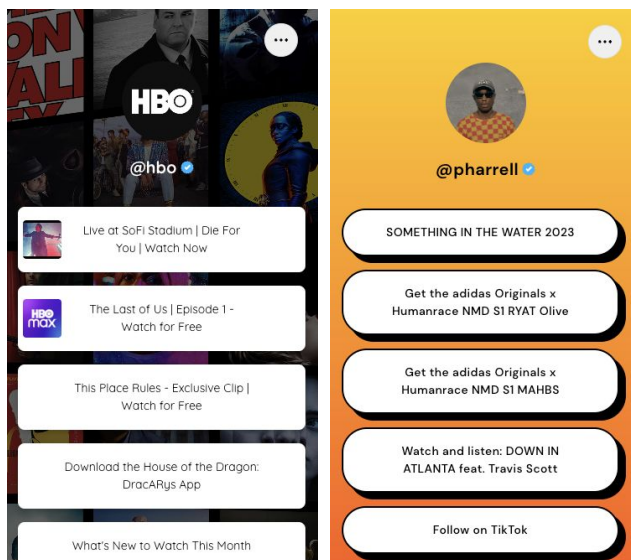 ON
WALL
HBO
@hbo
Live at SoFi Stadium | Die For
You | Watch Now
HBO
max
The Last of Us | Episode 1 -
Watch for Free
This Place Rules - Exclusive Clip |
Watch for Free
Download the House of the Dragon:
DracARys App
What's New to Watch This Month
@pharrell
SOMETHING IN THE WATER 2023
Get the adidas Originals x
Humanrace NMD S1 RYAT Olive
Get the adidas Originals x
Humanrace NMD S1 MAHBS
Watch and listen: DOWN IN
ATLANTA feat. Travis Scott
Follow on TikTok